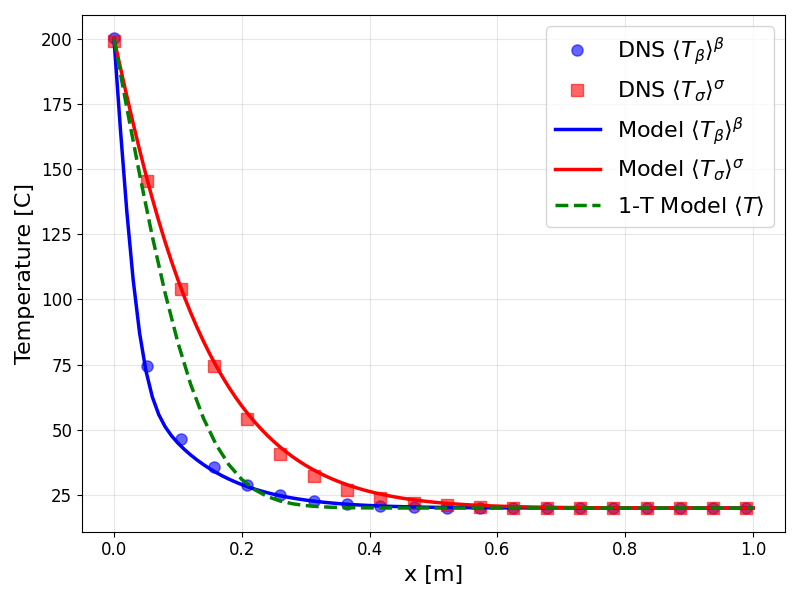 DNS ⟨T_β⟩^β
DNS ⟨T_σ⟩^σ
Model ⟨T_β⟩^β
Model ⟨T_σ⟩^σ
1-T Model ⟨T⟩
Temperature [C]
200
175
150
125
100
75
50
25
0.0 0.2 0.4 0.6 0.8 1.0
x [m]